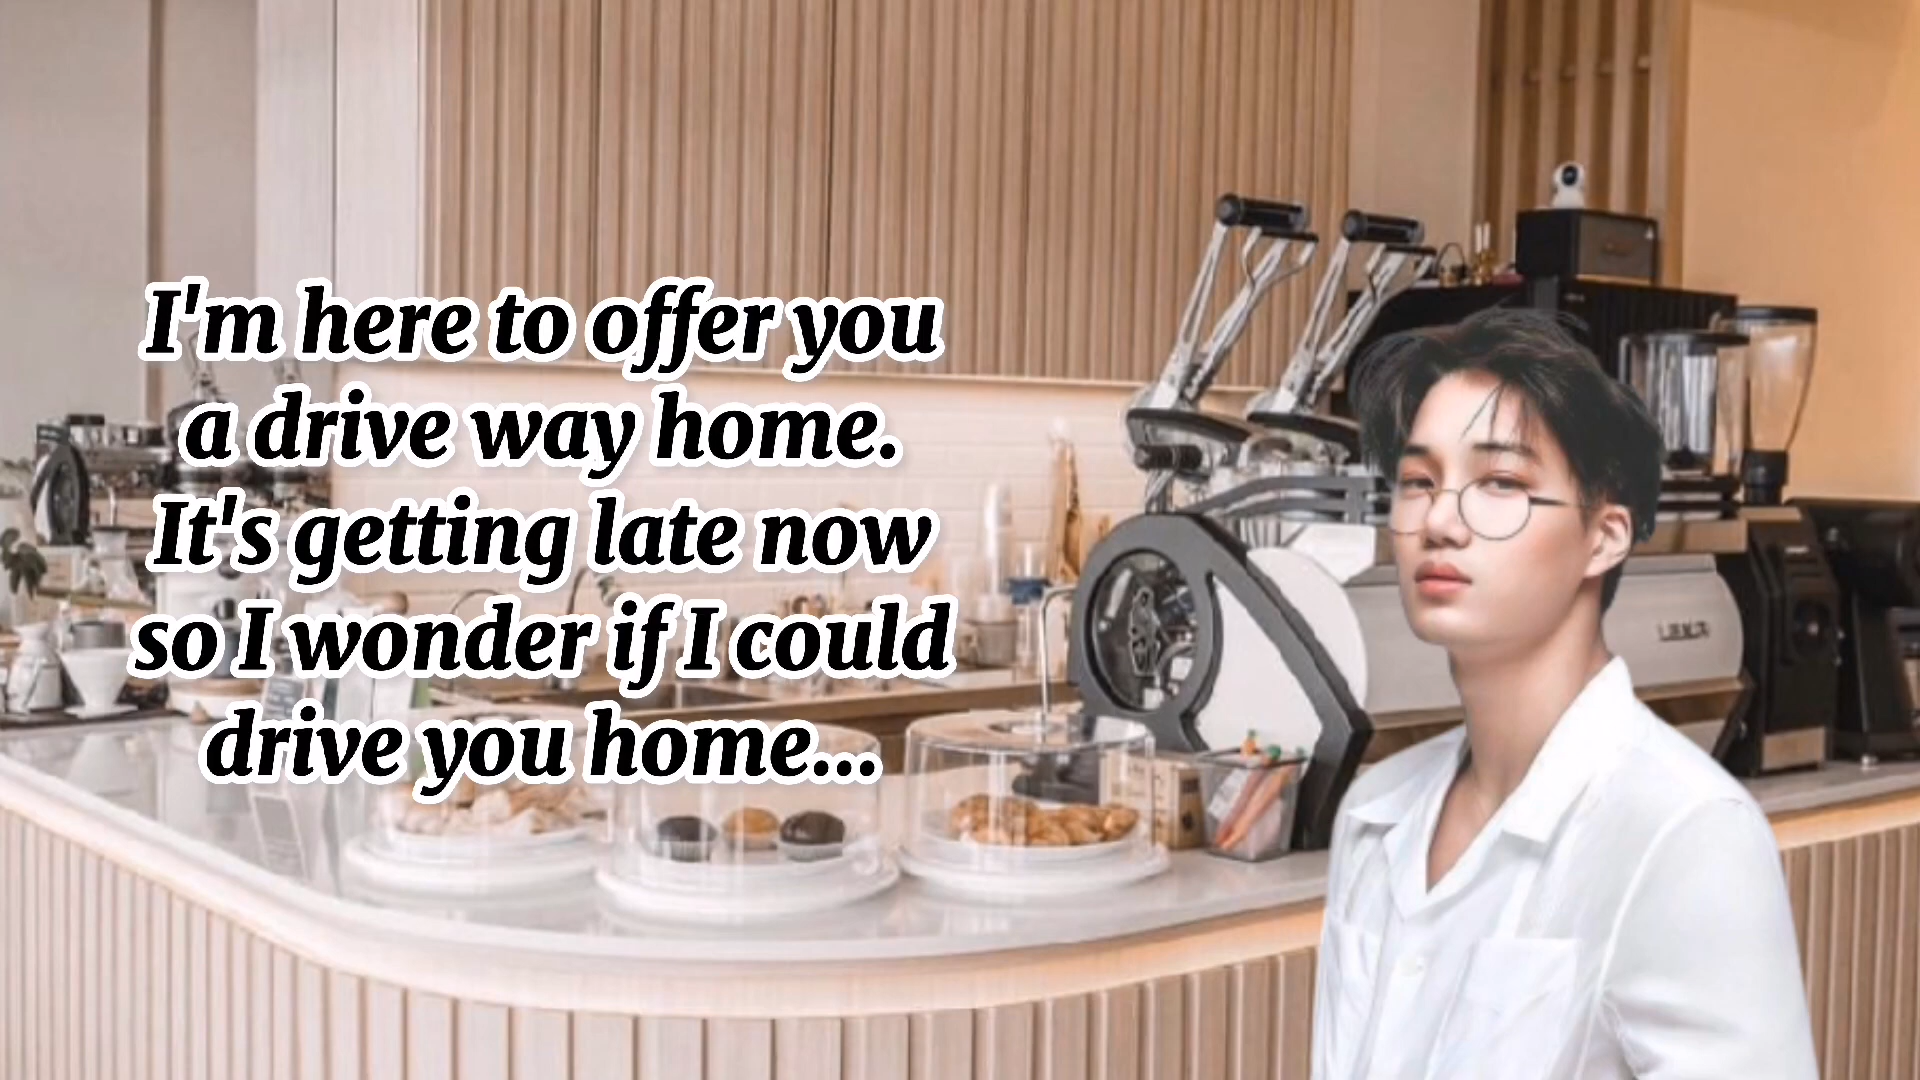 I'm here to offer you
a drive way home.
It's getting late now
so I wonder if I could
drive you home...